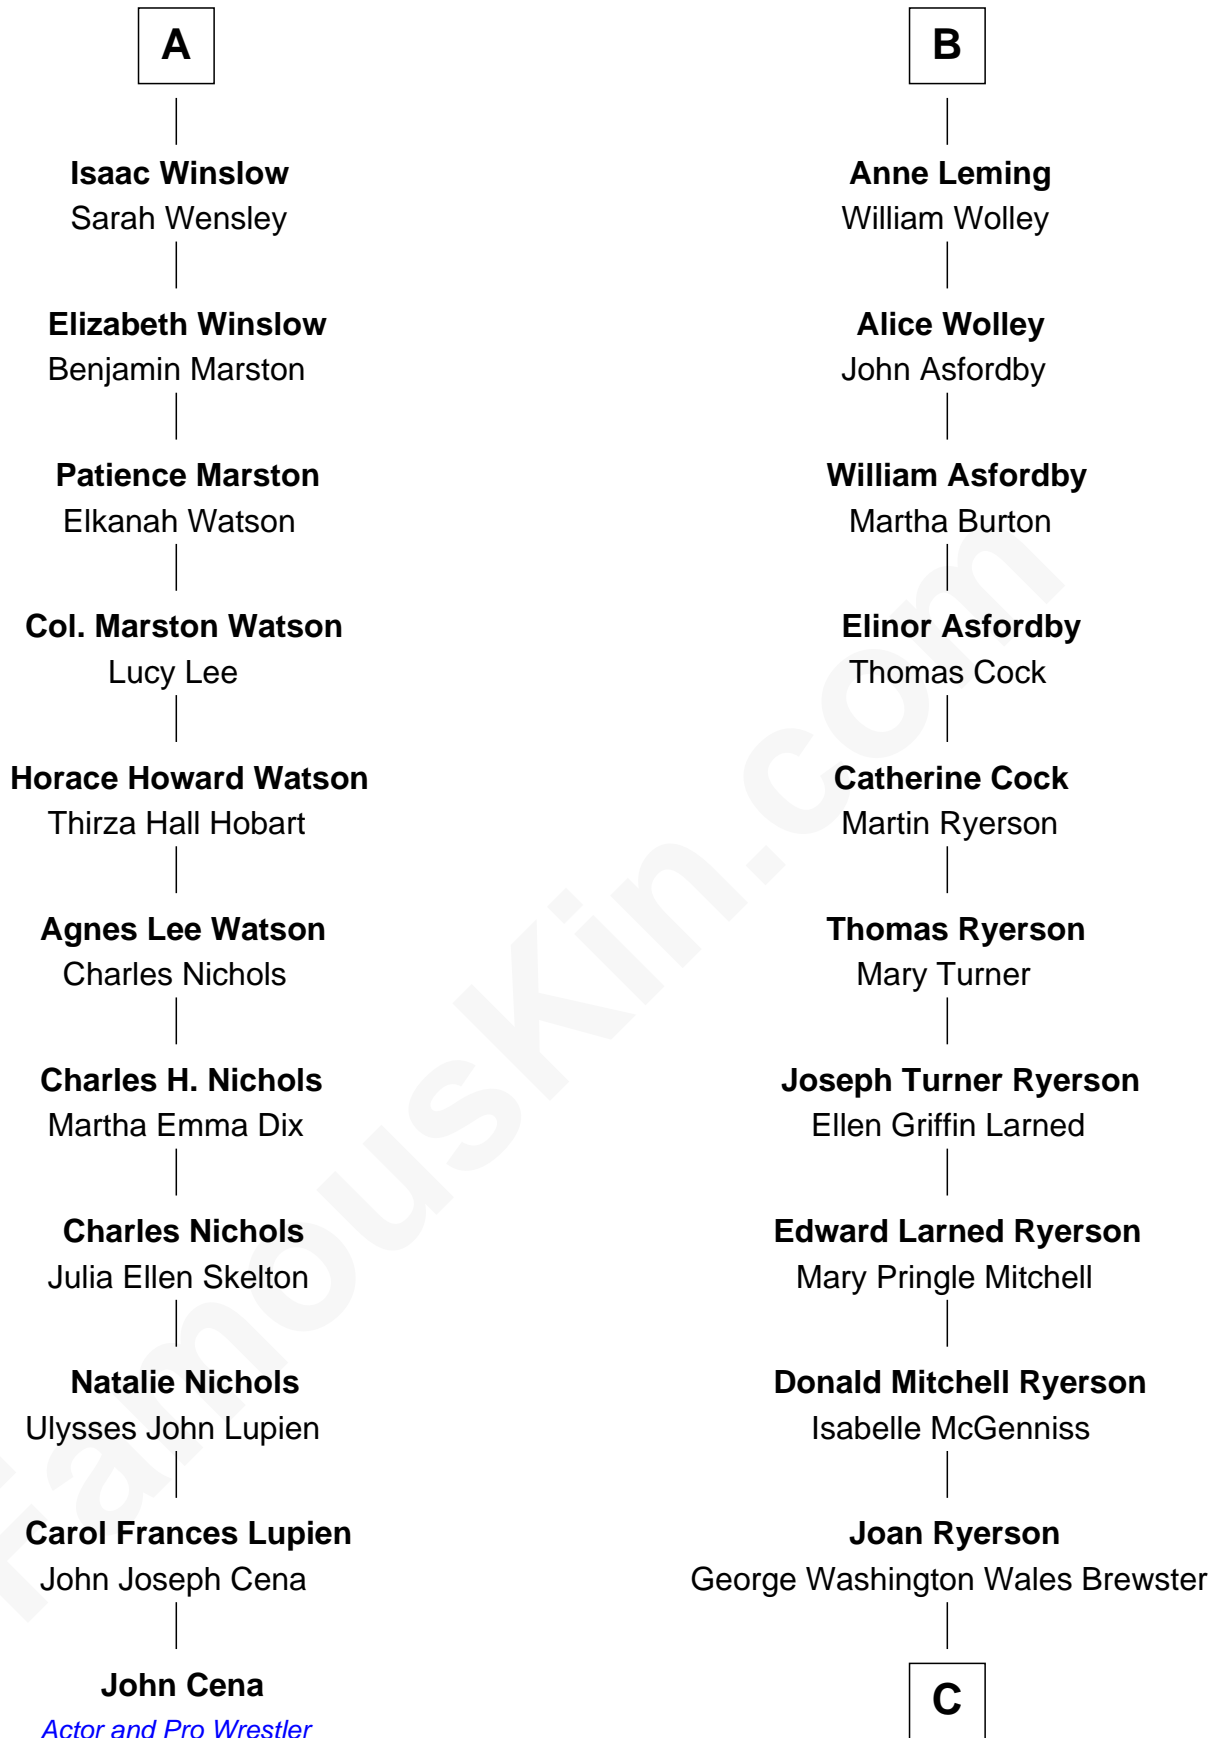 A
Isaac Winslow
Sarah Wensley
Elizabeth Winslow
Benjamin Marston
Patience Marston
Elkanah Watson
Col. Marston Watson
Lucy Lee
Horace Howard Watson
Thirza Hall Hobart
Agnes Lee Watson
Charles Nichols
Charles H. Nichols
Martha Emma Dix
Charles Nichols
Julia Ellen Skelton
Natalie Nichols
Ulysses John Lupien
Carol Frances Lupien
John Joseph Cena
John Cena
Actor and Pro Wrestler
B
Anne Leming
William Wolley
Alice Wolley
John Asfordby
William Asfordby
Martha Burton
Elinor Asfordby
Thomas Cock
Catherine Cock
Martin Ryerson
Thomas Ryerson
Mary Turner
Joseph Turner Ryerson
Ellen Griffin Larned
Edward Larned Ryerson
Mary Pringle Mitchell
Donald Mitchell Ryerson
Isabelle McGenniss
Joan Ryerson
George Washington Wales Brewster
C
FamousKin.com